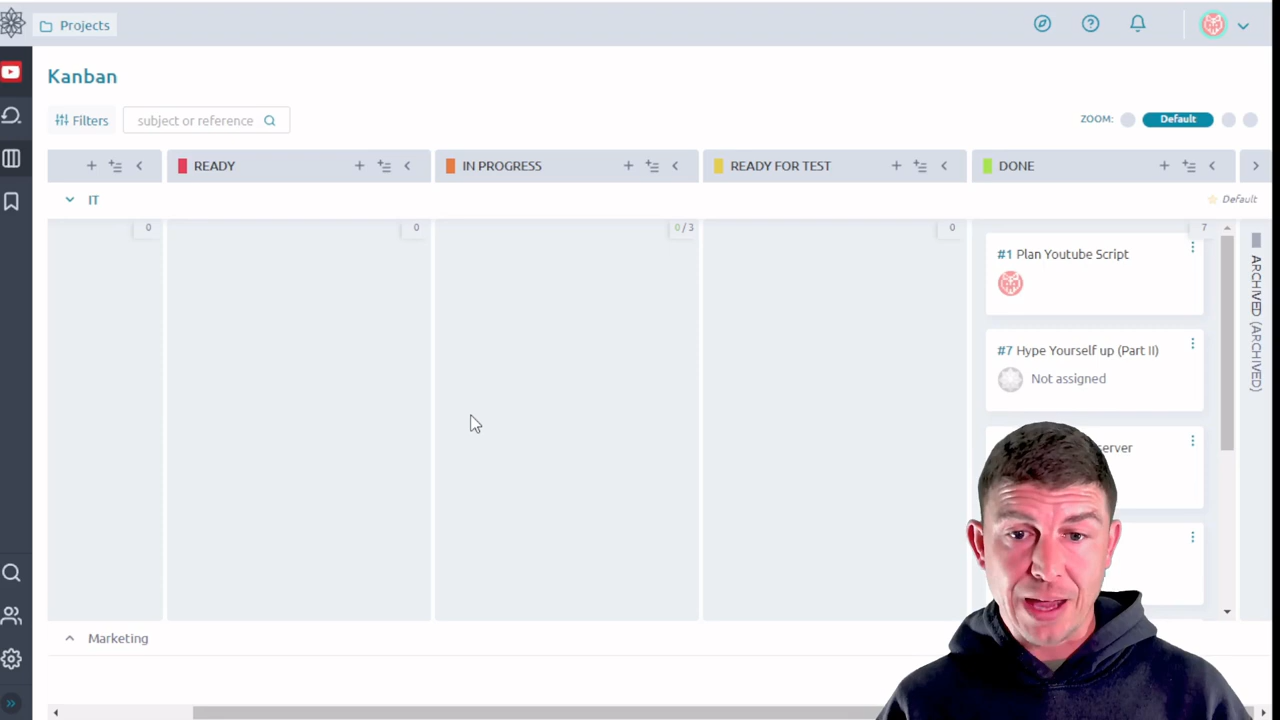 Projects
Kanban
Filters
subject or reference
ZOOM:
Default
READY
IN PROGRESS
READY FOR TEST
DONE
IT
Default
0
0
0 / 3
0
7
#1 Plan Youtube Script
#7 Hype Yourself up (Part II)
Not assigned
server
ARCHIVED (ARCHIVED)
Marketing